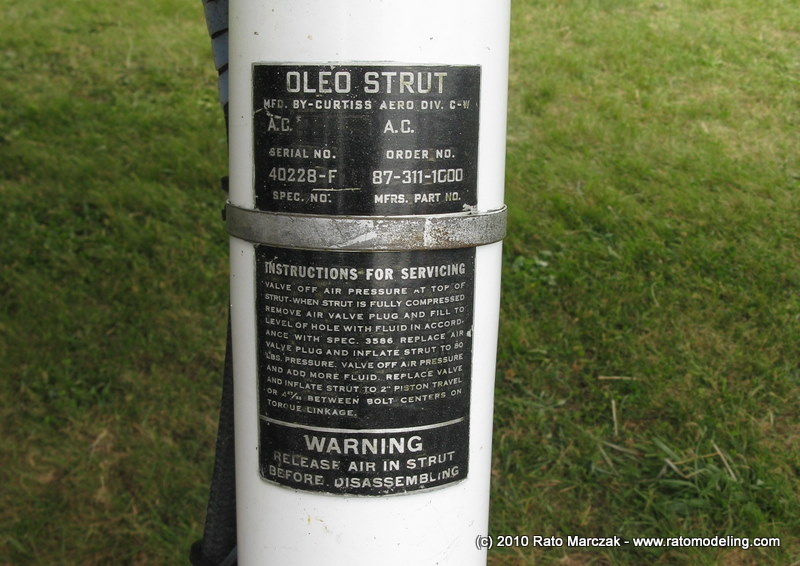 OLEO STRUT
MFD. BY-CURTISS AERO DIV. C-W
A.C. A.C.
SERIAL NO. ORDER NO.
40228-F 87-311-1000
SPEC. NO. MFRS. PART NO.
INSTRUCTIONS FOR SERVICING
VALVE OFF AIR PRESSURE AT TOP OF
STRUT-WHEN STRUT IS FULLY COMPRESSED
REMOVE AIR VALVE PLUG AND FILL TO
LEVEL OF HOLE WITH FLUID IN ACCORD-
ANCE WITH SPEC. 3586 REPLACE AIR
VALVE PLUG AND INFLATE STRUT TO 80
LBS. PRESSURE. VALVE OFF AIR PRESSURE
AND ADD MORE FLUID. REPLACE VALVE
AND INFLATE STRUT TO 2" PISTON TRAVEL
OR BETWEEN BOLT CENTERS ON
TORQUE LINKAGE.
WARNING
RELEASE AIR IN STRUT
BEFORE DISASSEMBLING
(c) 2010 Rato Marczak - www.ratomodeling.com